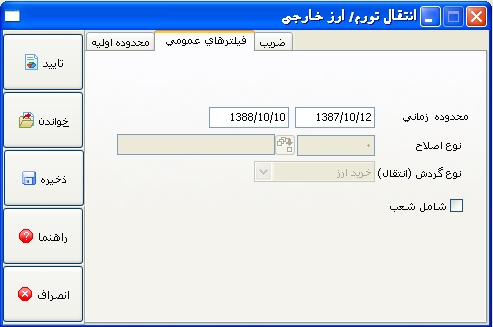 انتقال تورم/ ارز خارجي
ضريب
فيلترهاي عمومي
محدوده اوليه
محدوده زماني 1387/10/12 1388/10/10
نوع اصلاح ۰
نوع گردش (انتقال) خريد ارز
شامل شعب
تاييد
خواندن
ذخيره
راهنما
انصراف